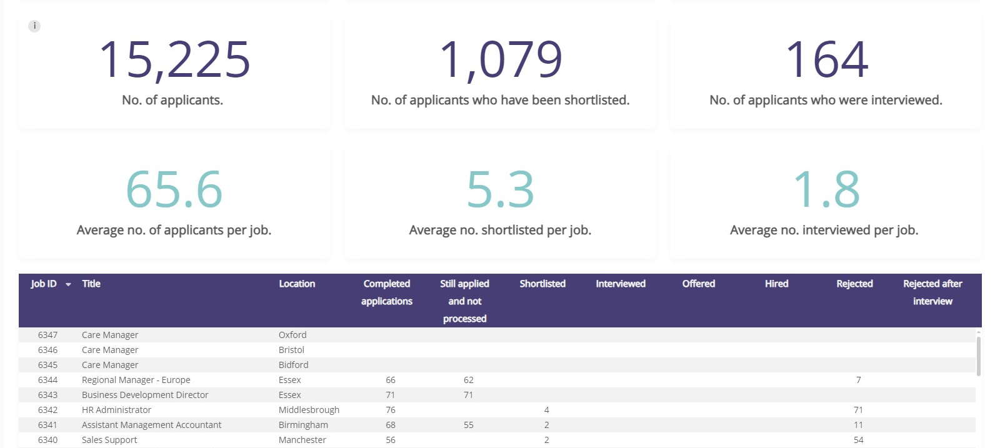 i
15,225
No. of applicants.
1,079
No. of applicants who have been shortlisted.
164
No. of applicants who were interviewed.
65.6
Average no. of applicants per job.
5.3
Average no. shortlisted per job.
1.8
Average no. interviewed per job.
Job ID Title Location Completed applications Still applied and not processed Shortlisted Interviewed Offered Hired Rejected Rejected after interview
6347 Care Manager Oxford
6346 Care Manager Bristol
6345 Care Manager Bidford
6344 Regional Manager - Europe Essex 66 62 7
6343 Business Development Director Essex 71 71
6342 HR Administrator Middlesbrough 76 4 71
6341 Assistant Management Accountant Birmingham 68 55 2 11
6340 Sales Support Manchester 56 2 54